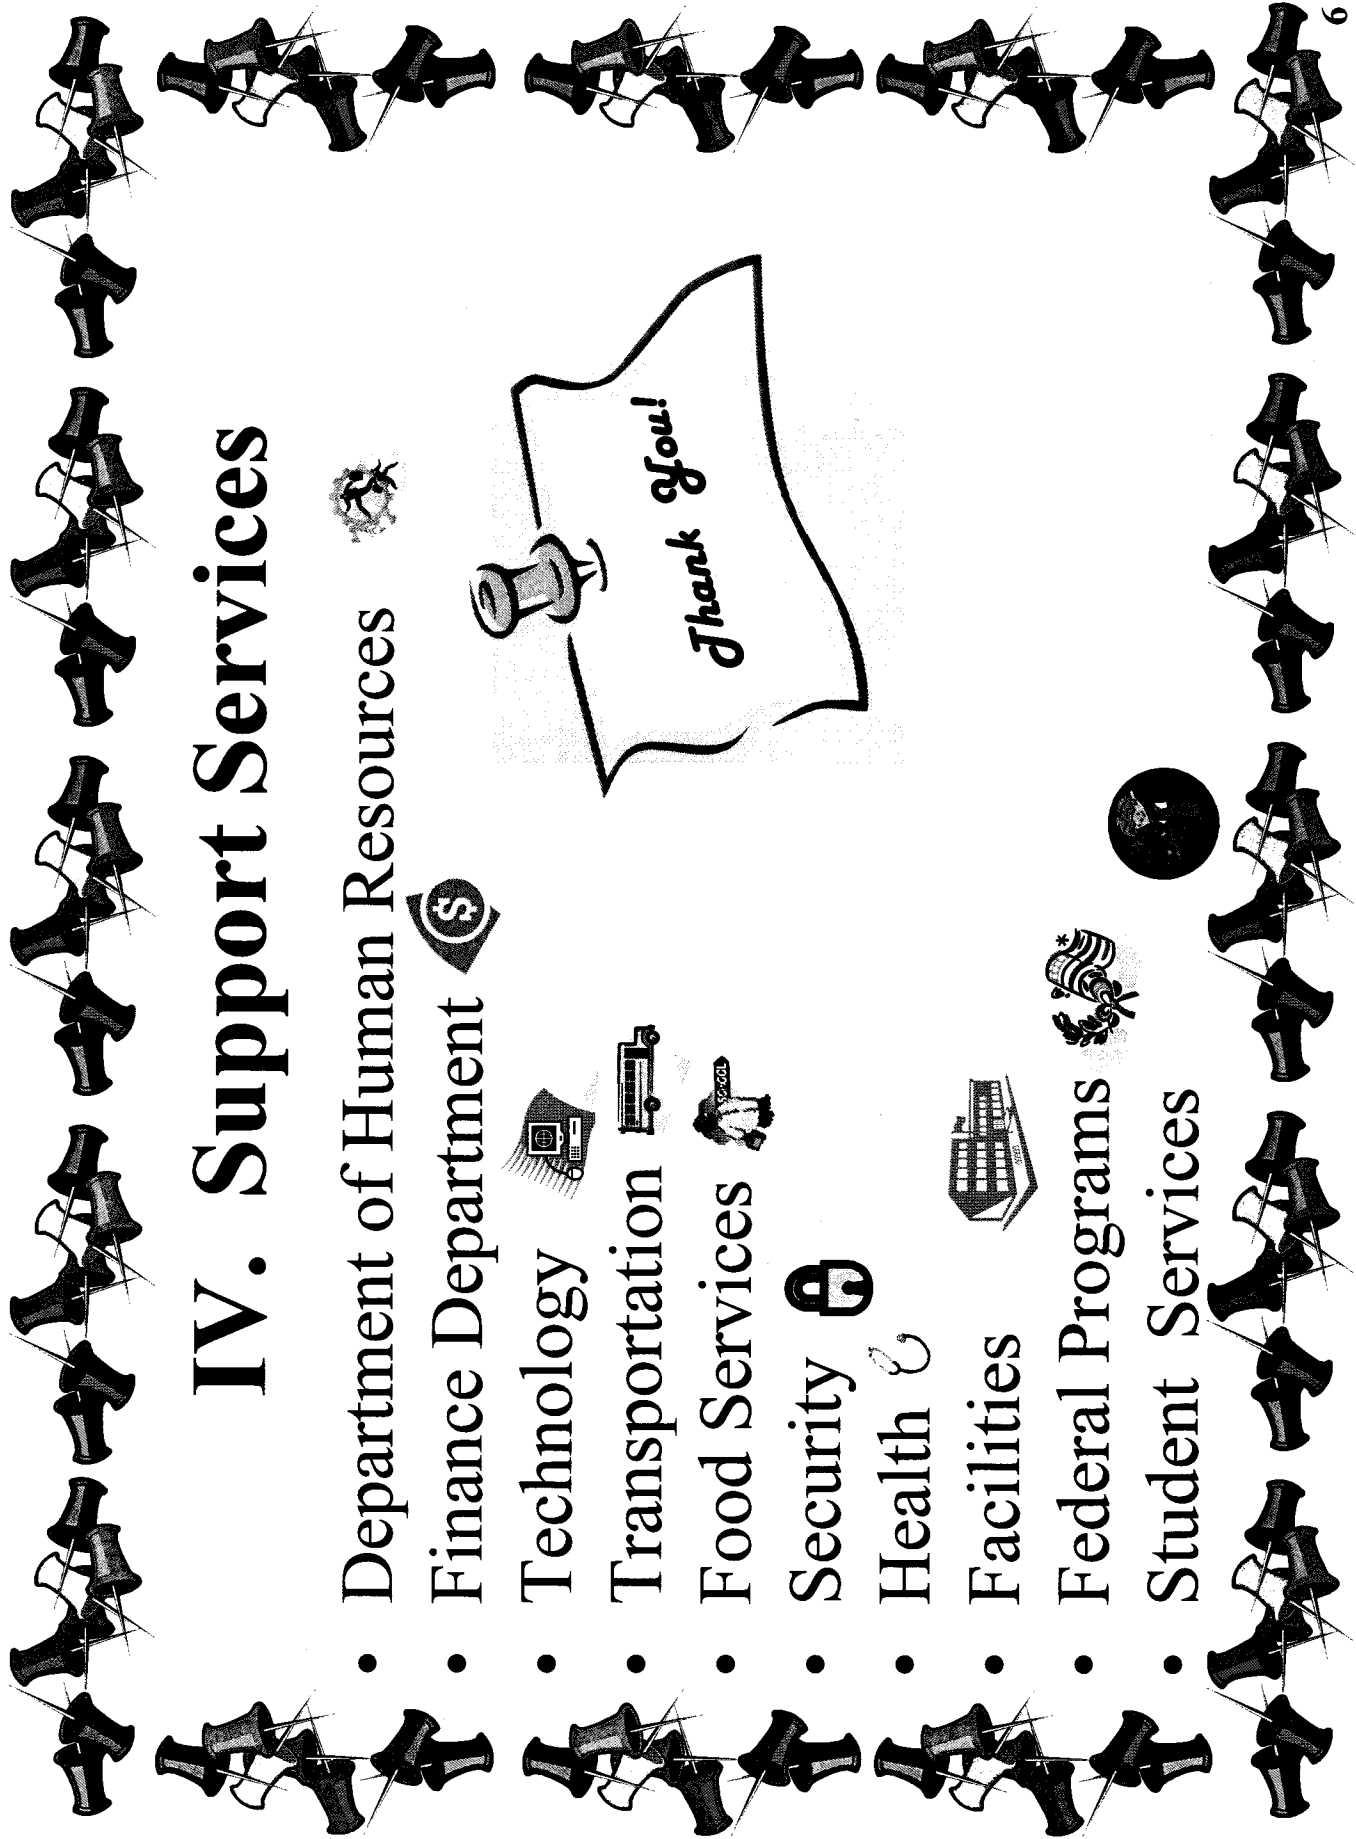 IV. Support Services
• Department of Human Resources
• Finance Department
• Technology
• Transportation
• Food Services
• Security
• Health
• Facilities
• Federal Programs
• Student Services
Thank You!
SCHOOL
9